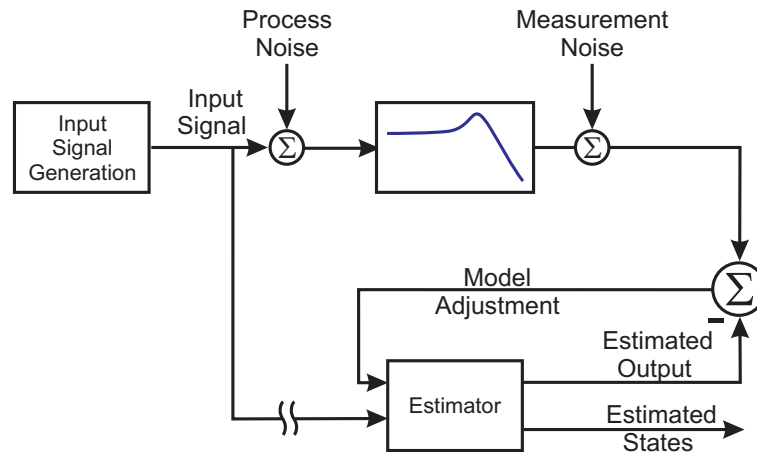 Process
Noise
Measurement
Noise
Input
Signal
Input
Signal
Generation
Σ
Σ
Σ
Model
Adjustment
-
Estimated
Output
Estimator
Estimated
States